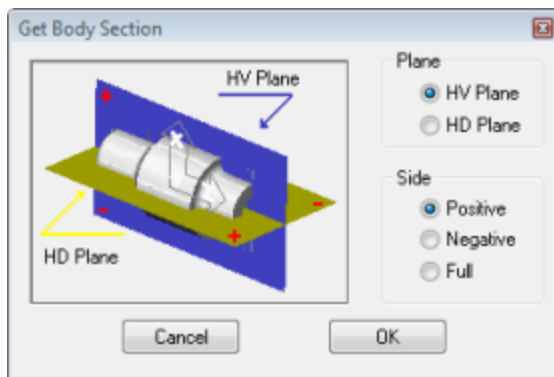 Get Body Section
HV Plane
HD Plane
+
-
-
+
Plane
HV Plane
HD Plane
Side
Positive
Negative
Full
Cancel
OK